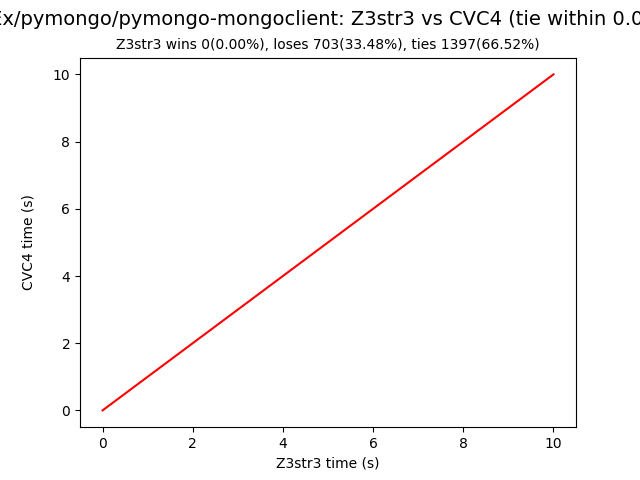 Ex/pymongo/pymongo-mongoclient: Z3str3 vs CVC4 (tie within 0.0
Z3str3 wins 0(0.00%), loses 703(33.48%), ties 1397(66.52%)
10
8
6
4
2
0
CVC4 time (s)
0 2 4 6 8 10
Z3str3 time (s)